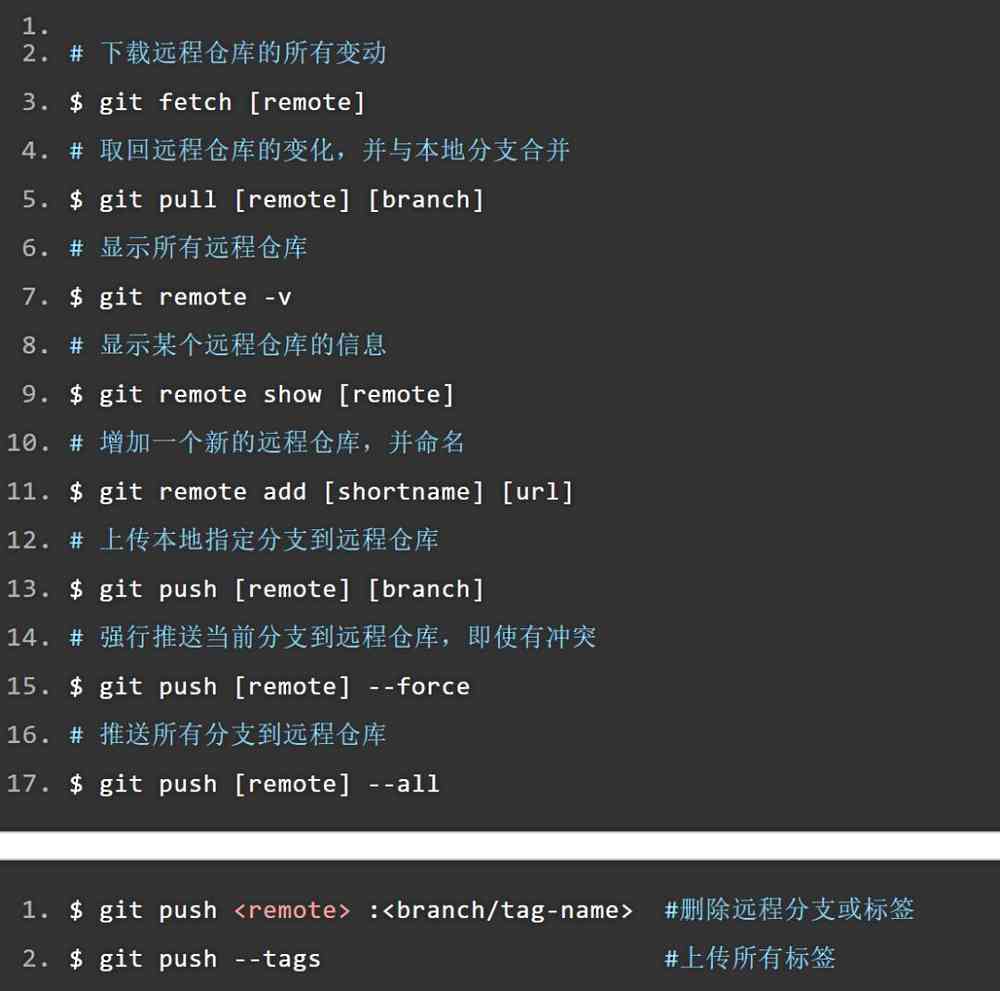 1.
2. # 下载远程仓库的所有变动
3. $ git fetch [remote]
4. # 取回远程仓库的变化，并与本地分支合并
5. $ git pull [remote] [branch]
6. # 显示所有远程仓库
7. $ git remote -v
8. # 显示某个远程仓库的信息
9. $ git remote show [remote]
10. # 增加一个新的远程仓库，并命名
11. $ git remote add [shortname] [url]
12. # 上传本地指定分支到远程仓库
13. $ git push [remote] [branch]
14. # 强行推送当前分支到远程仓库，即使有冲突
15. $ git push [remote] --force
16. # 推送所有分支到远程仓库
17. $ git push [remote] --all
1. $ git push <remote> :<branch/tag-name>  #删除远程分支或标签
2. $ git push --tags                       #上传所有标签